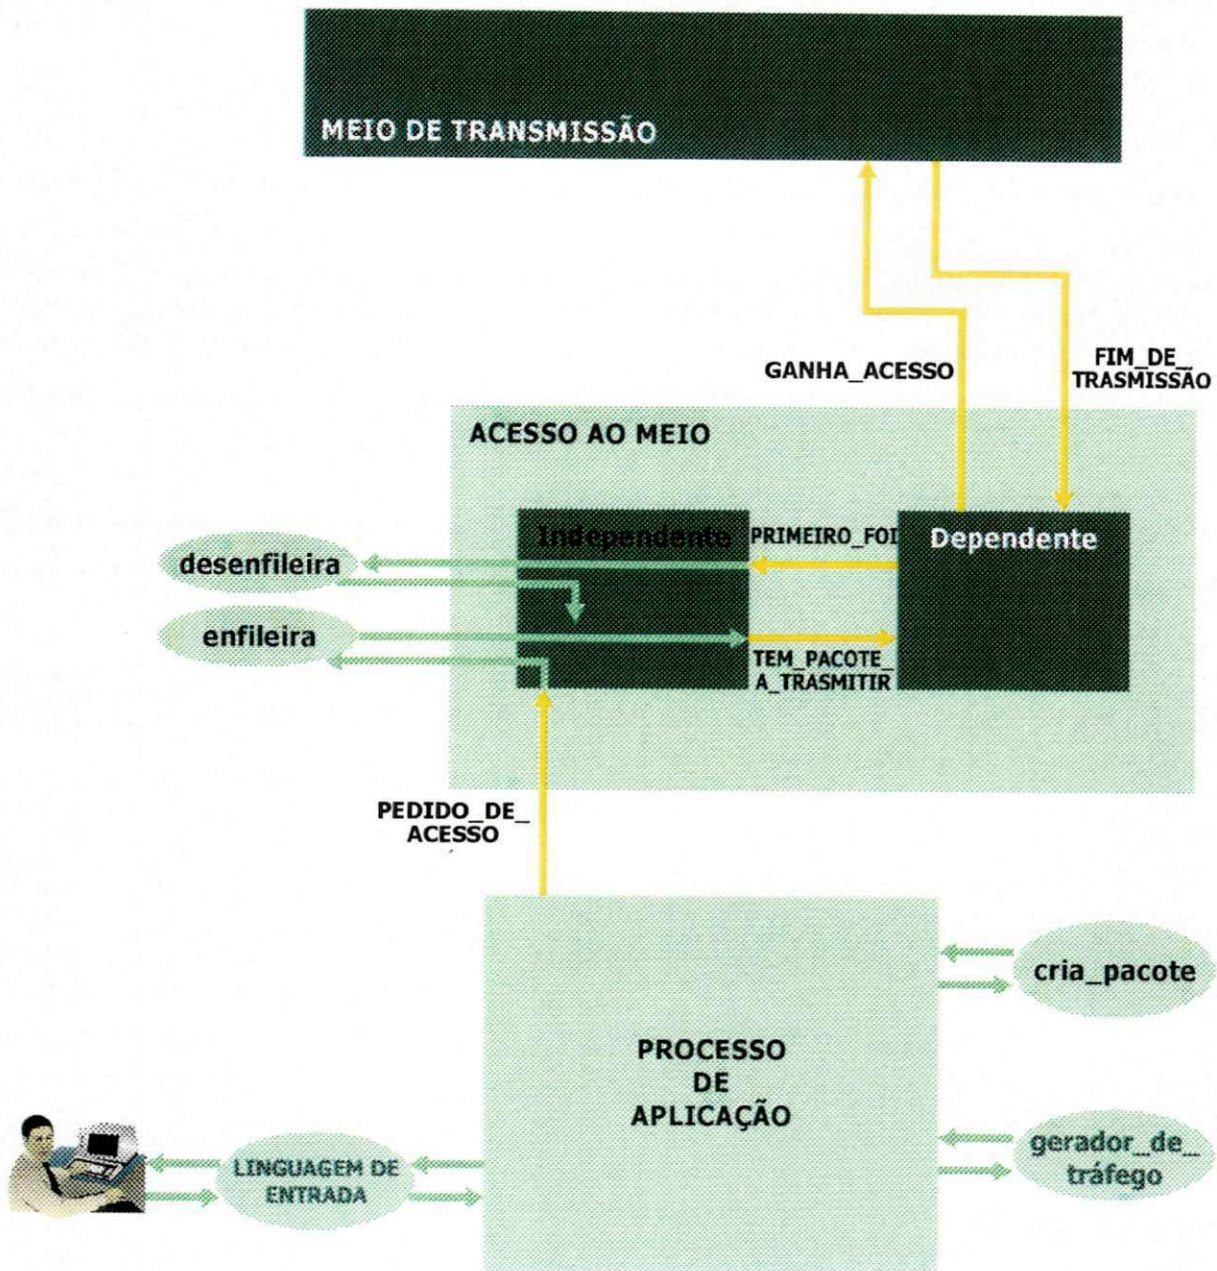 MEIO DE TRANSMISSÃO
GANHA_ACESSO
FIM_DE_
TRASMISSÃO
ACESSO AO MEIO
Independente
PRIMEIRO_FOI
Dependente
desenfileira
enfileira
TEM_PACOTE_
A_TRASMITIR
PEDIDO_DE_
ACESSO
cria_pacote
PROCESSO
DE
APLICAÇÃO
gerador_de_
tráfego
LINGUAGEM DE
ENTRADA